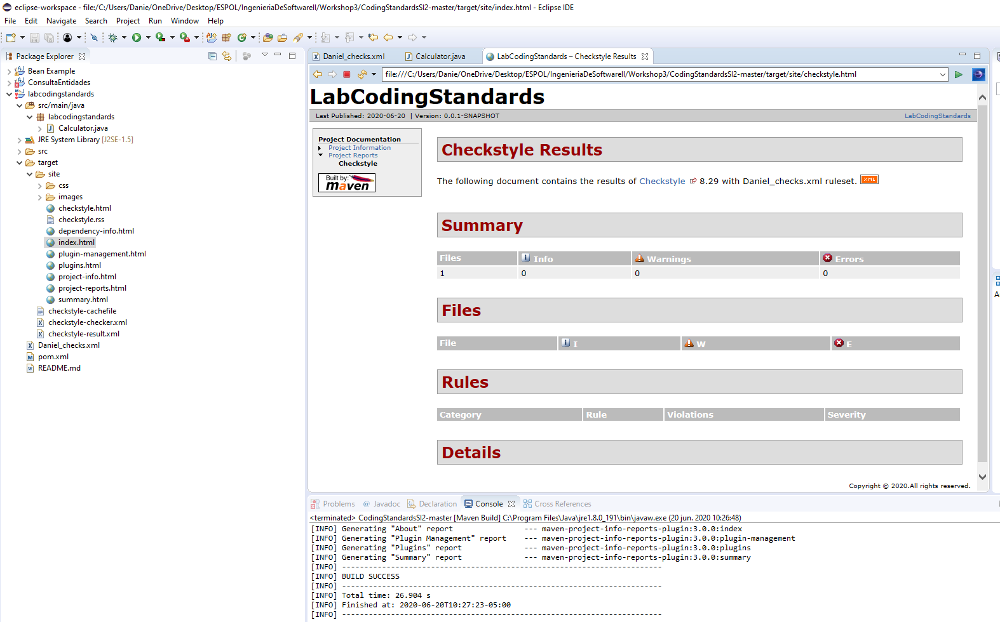 eclipse-workspace - file:/C:/Users/Danie/OneDrive/Desktop/ESPOL/IngenieriaDeSoftwareII/Workshop3/CodingStandardsSI2-master/target/site/index.html - Eclipse IDE
File Edit Navigate Search Project Run Window Help
Package Explorer
Bean Example
ConsultaEntidades
labcodingstandards
src/main/java
labcodingstandards
Calculator.java
JRE System Library [J2SE-1.5]
src
target
site
css
images
checkstyle.html
checkstyle.rss
dependency-info.html
index.html
plugin-management.html
plugins.html
project-info.html
project-reports.html
summary.html
checkstyle-cachefile
checkstyle-checker.xml
checkstyle-result.xml
Daniel_checks.xml
pom.xml
README.md
Daniel_checks.xml Calculator.java LabCodingStandards – Checkstyle Results
file:///C:/Users/Danie/OneDrive/Desktop/ESPOL/IngenieriaDeSoftwareII/Workshop3/CodingStandardsSI2-master/target/site/checkstyle.html
LabCodingStandards
Last Published: 2020-06-20 | Version: 0.0.1-SNAPSHOT LabCodingStandards
Project Documentation
Project Information
Project Reports
Checkstyle
Built by:
maven
Checkstyle Results
The following document contains the results of Checkstyle 8.29 with Daniel_checks.xml ruleset. XML
Summary
Files Info Warnings Errors
1 0 0 0
Files
File I W E
Rules
Category Rule Violations Severity
Details
Copyright © 2020.All rights reserved.
A
Problems @ Javadoc Declaration Console Cross References
<terminated> CodingStandardsSI2-master [Maven Build] C:\Program Files\Java\jre1.8.0_191\bin\javaw.exe (20 jun. 2020 10:26:48)
[INFO] Generating "About" report --- maven-project-info-reports-plugin:3.0.0:index
[INFO] Generating "Plugin Management" report --- maven-project-info-reports-plugin:3.0.0:plugin-management
[INFO] Generating "Plugins" report --- maven-project-info-reports-plugin:3.0.0:plugins
[INFO] Generating "Summary" report --- maven-project-info-reports-plugin:3.0.0:summary
[INFO] ------------------------------------------------------------------------
[INFO] BUILD SUCCESS
[INFO] ------------------------------------------------------------------------
[INFO] Total time: 26.904 s
[INFO] Finished at: 2020-06-20T10:27:23-05:00
[INFO] ------------------------------------------------------------------------